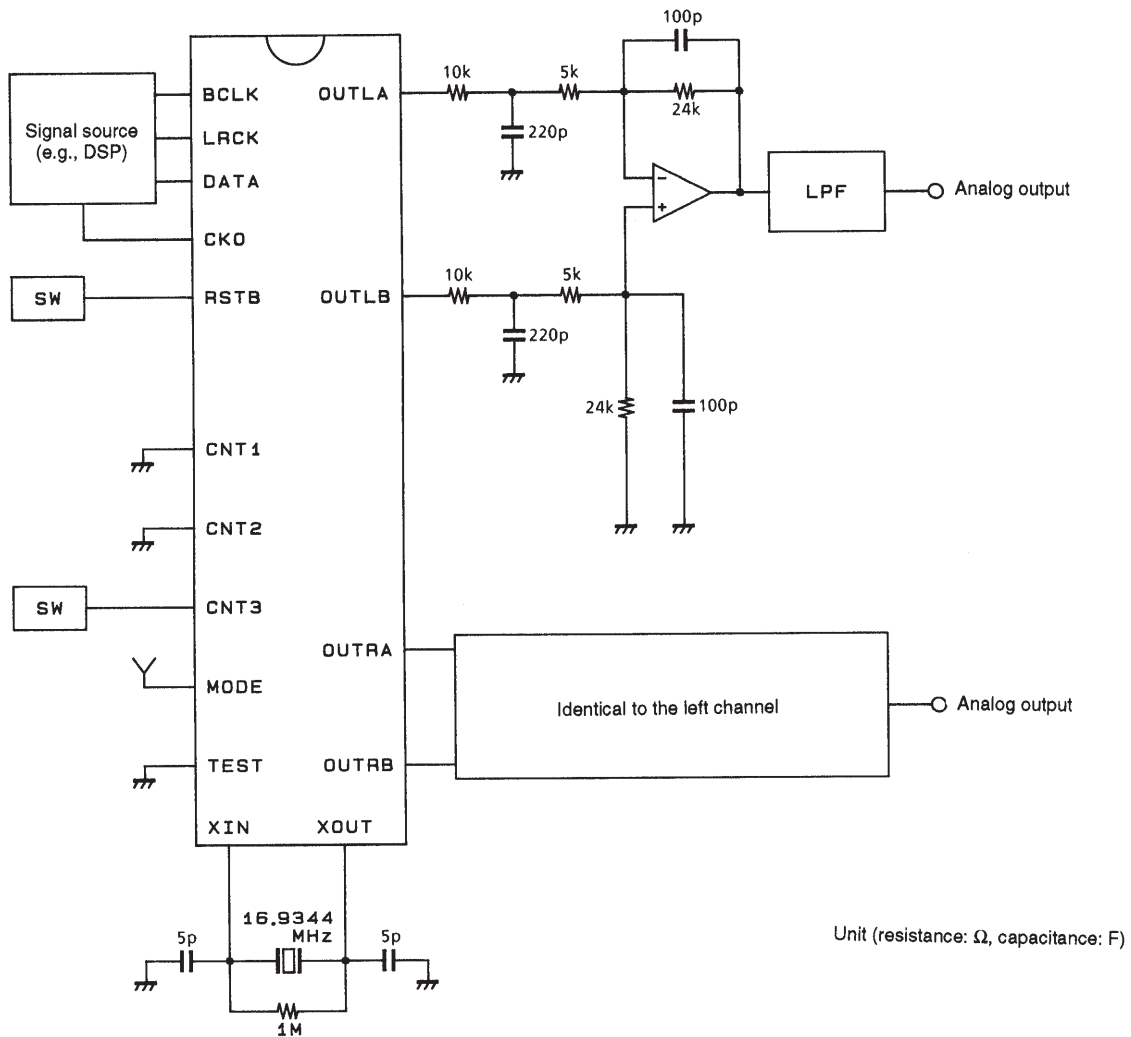 100p
10k
5k
24k
BCLK
OUTLA
Signal source
(e.g., DSP)
LRCK
220p
DATA
LPF
Analog output
CKO
10k
5k
SW
RSTB
OUTLB
220p
24k
100p
CNT1
CNT2
SW
CNT3
OUTRA
MODE
Identical to the left channel
Analog output
TEST
OUTRB
XIN
XOUT
16.9344
MHz
5p
5p
1M
Unit (resistance: Ω, capacitance: F)